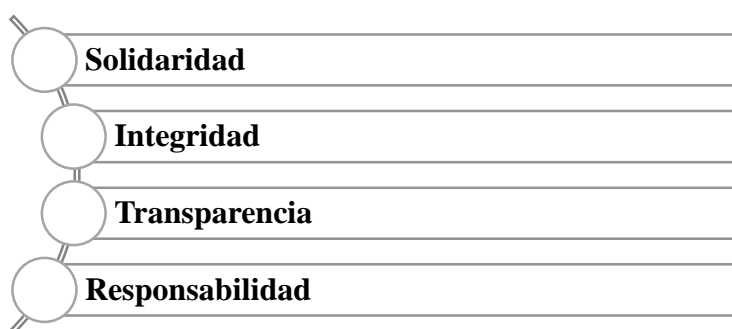 Solidaridad
Integridad
Transparencia
Responsabilidad